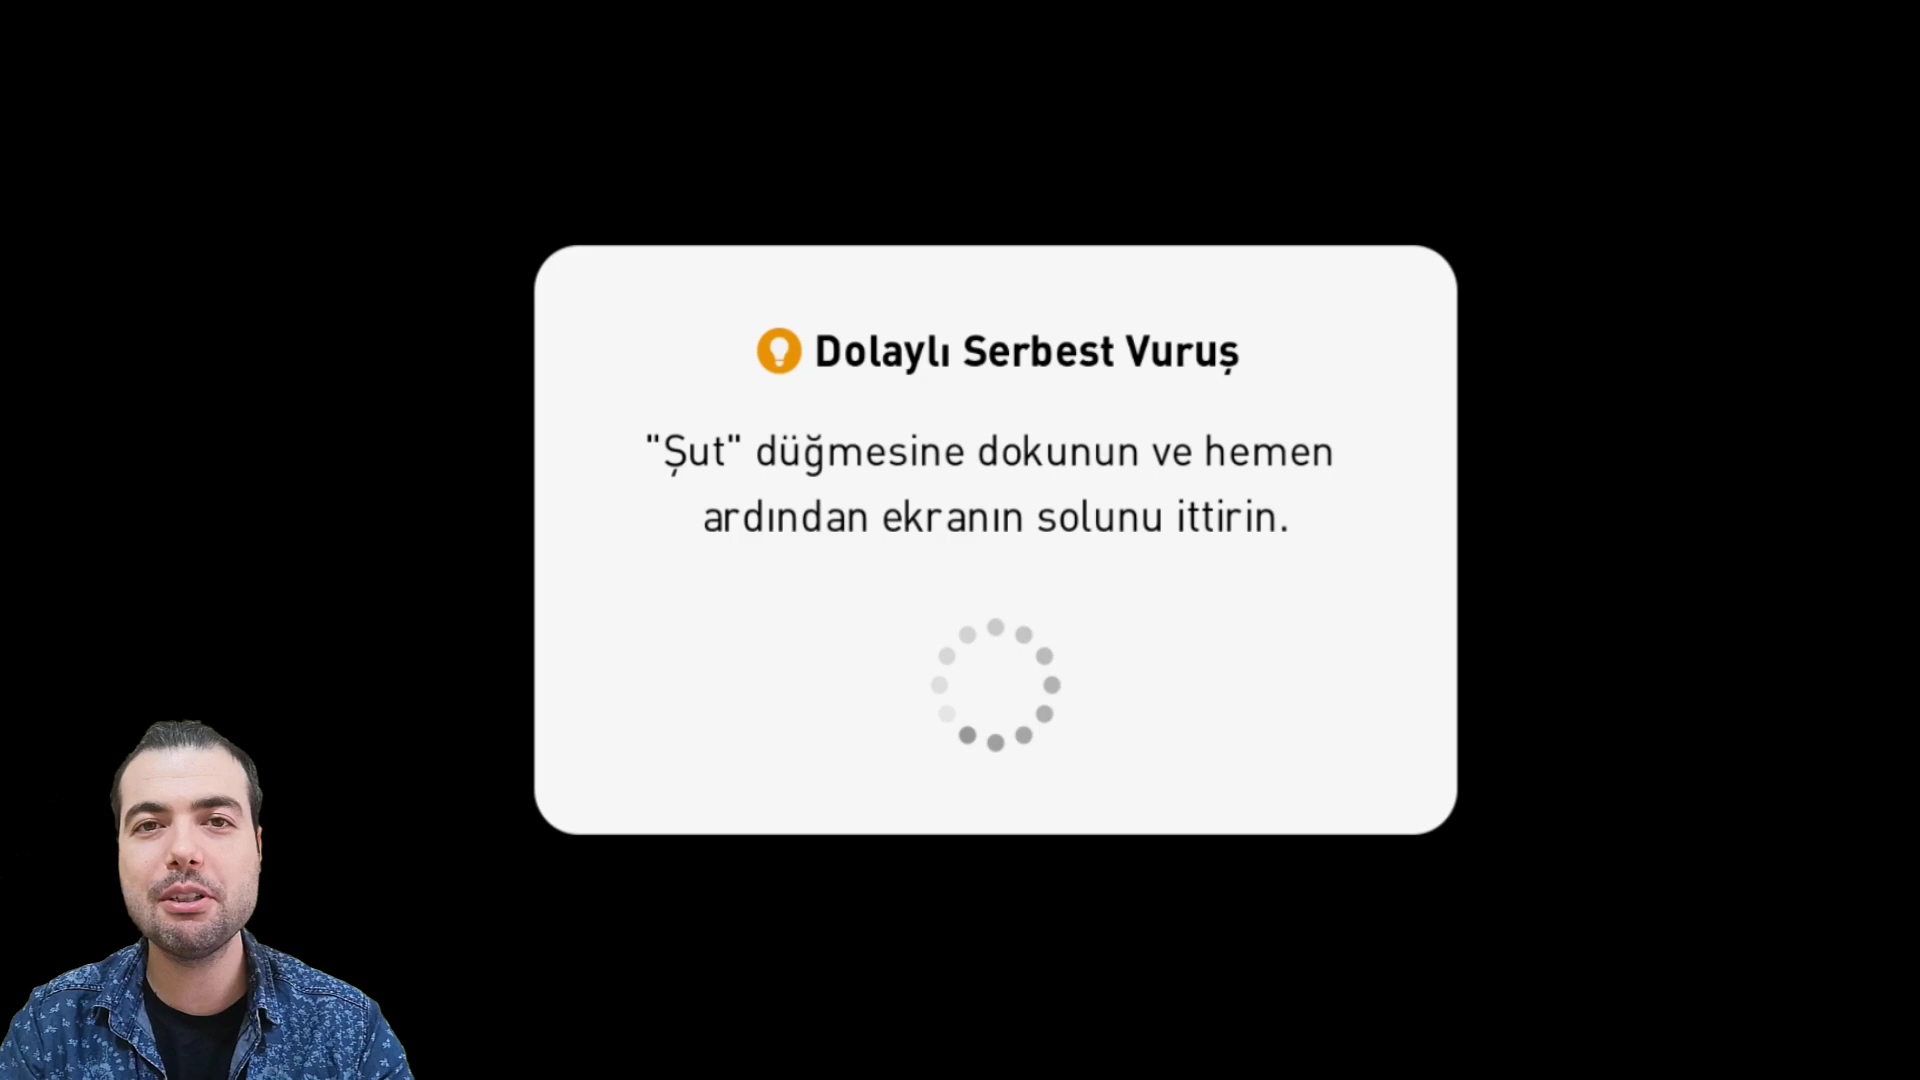 Dolaylı Serbest Vuruş
"Şut" düğmesine dokunun ve hemen
ardından ekranın solunu ittirin.